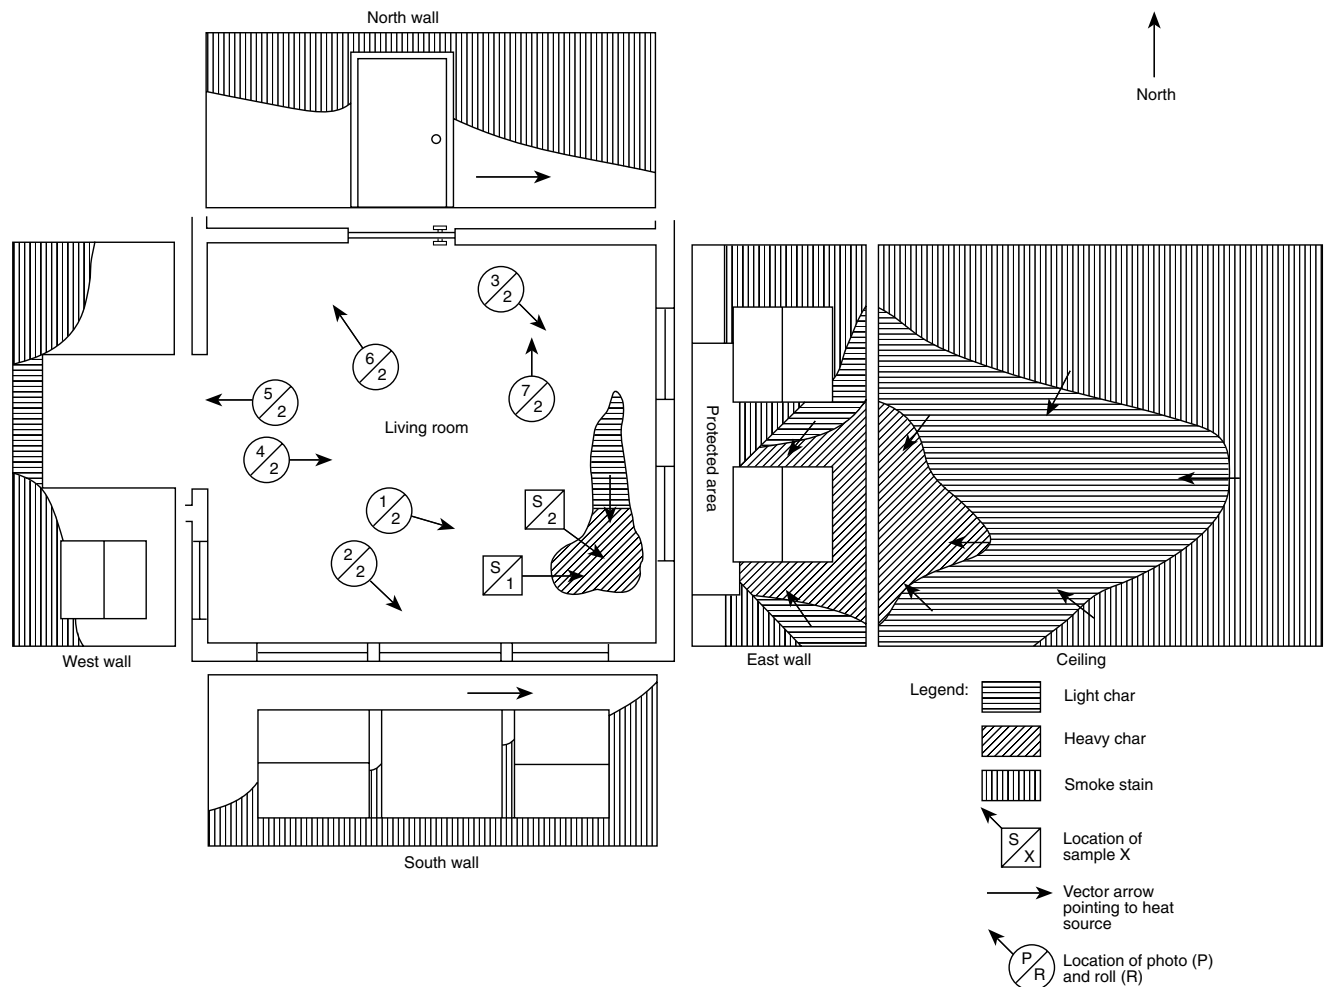 North wall
North
3
2
6
2
5
2
7
2
Living room
4
2
1
2
S
2
2
2
S
1
Protected area
West wall
East wall
Ceiling
South wall
Legend:
Light char
Heavy char
Smoke stain
S
X
Location of
sample X
Vector arrow
pointing to heat
source
P
R
Location of photo (P)
and roll (R)